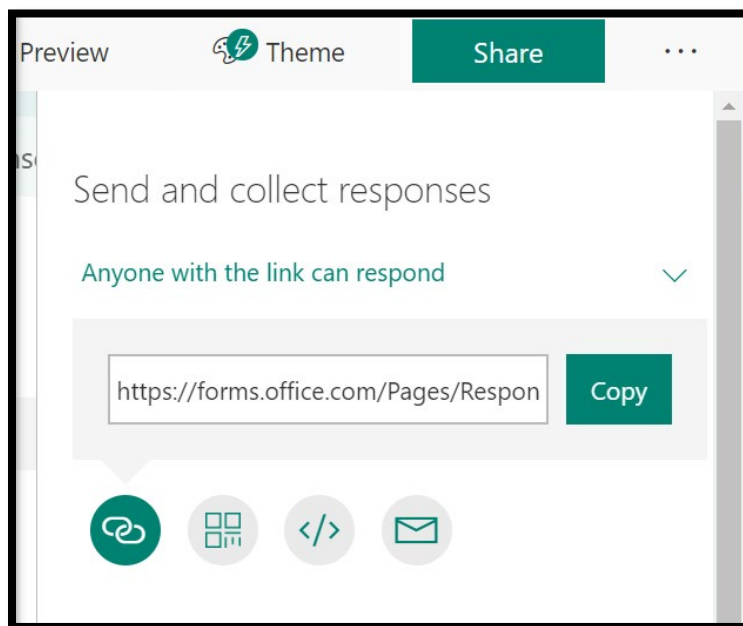 Preview Theme Share ...
Send and collect responses
Anyone with the link can respond
https://forms.office.com/Pages/Respon Copy